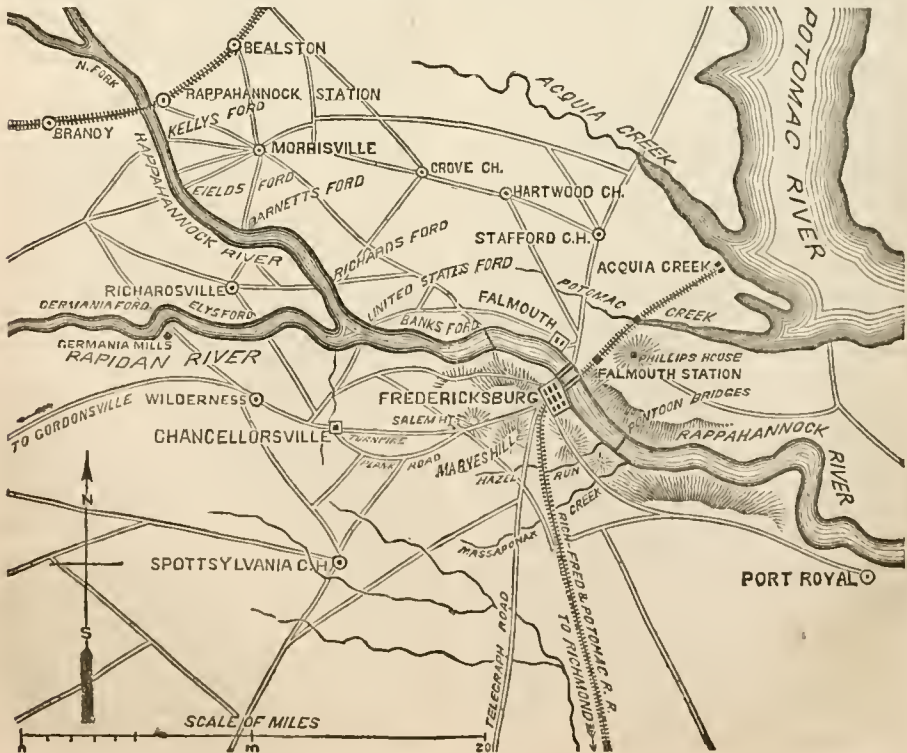 N. FORK
BEALSTON
RAPPAHANNOCK STATION
BRANDY
KELLYS FORD
MORRISVILLE
RAPPAHANNOCK RIVER
FIELDS FORD
BARNETTS FORD
GROVE CH.
HARTWOOD CH.
STAFFORD C.H.
ACQUIA CREEK
POTOMAC RIVER
ACQUIA CREEK
RICHARDS FORD
RICHARDSVILLE
UNITED STATES FORD
POTOMAC CREEK
GERMANIA FORD
ELYS FORD
BANKS FORD
FALMOUTH
GERMANIA MILLS
RAPIDAN RIVER
PHILLIPS HOUSE
FALMOUTH STATION
WILDERNESS
FREDERICKSBURG
PONTOON BRIDGES
TO GORDONSVILLE
CHANCELLORSVILLE
SALEM HT.
TURNPIKE
PLANK ROAD
MARYES HILL
RAPPAHANNOCK RIVER
HAZEL RUN
MASSAPONAX CREEK
N
SPOTTSYLVANIA C.H.
PORT ROYAL
S
TELEGRAPH ROAD
RICH FRED & POTOMAC R. R.
TO RICHMOND
SCALE OF MILES
0 10 20